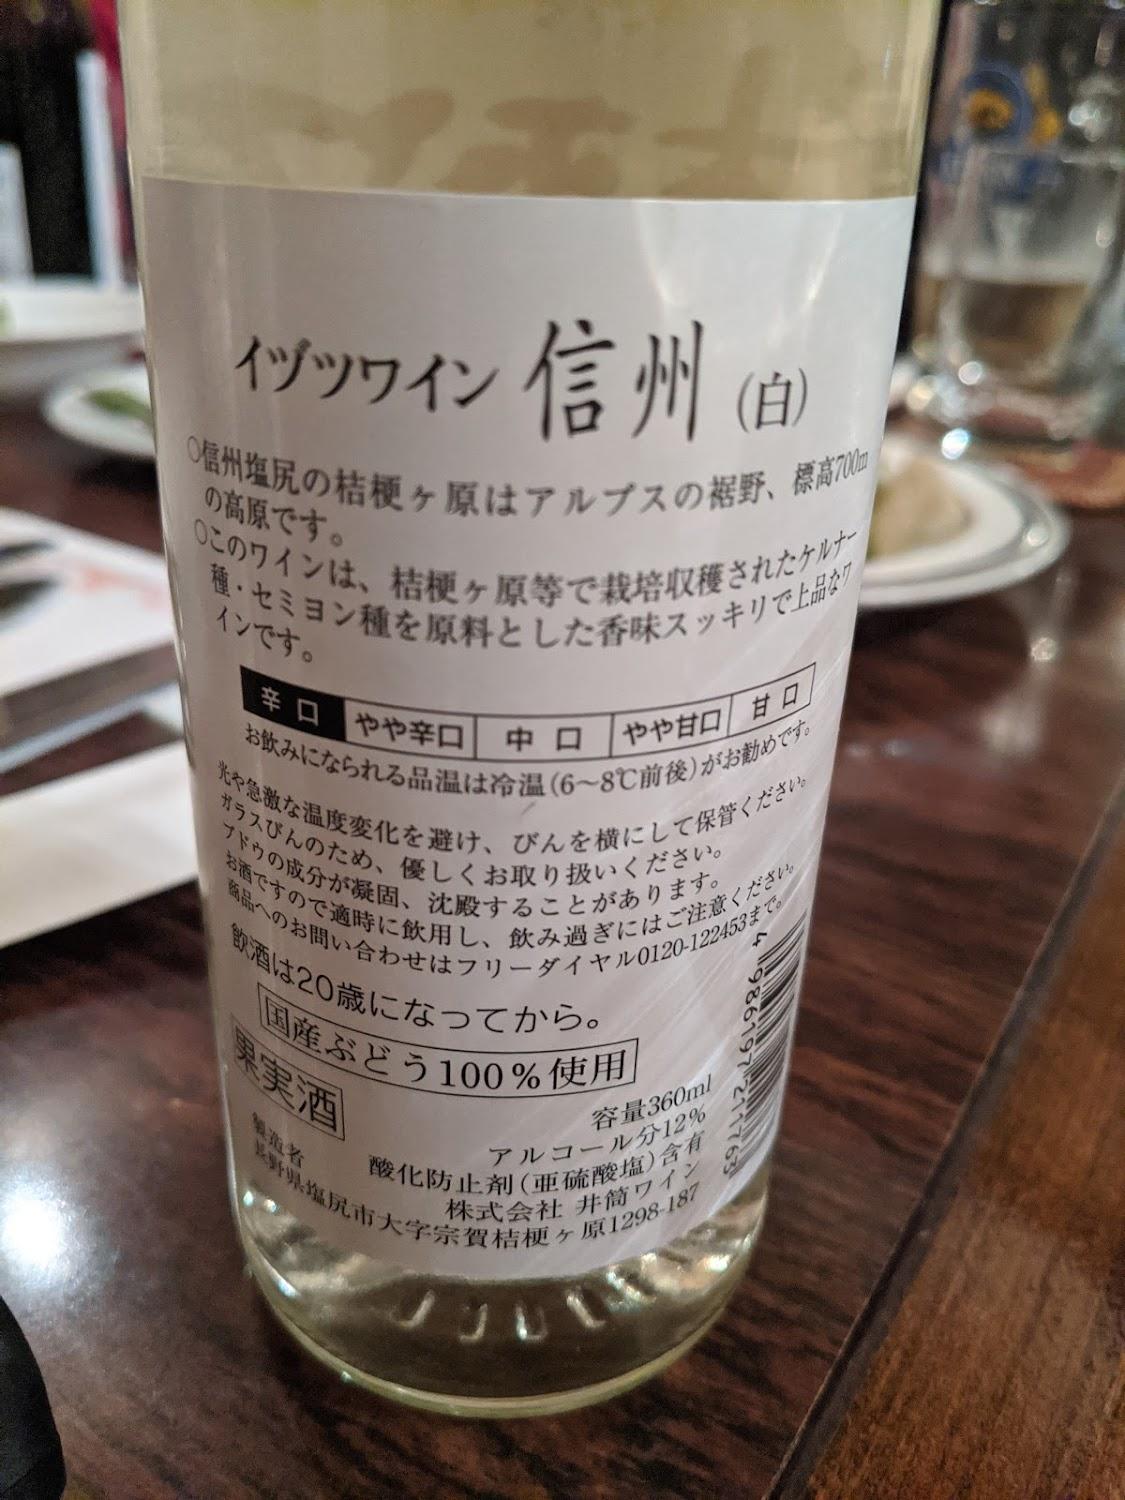 イヅツワイン 信州 (白)
○信州塩尻の桔梗ヶ原はアルプスの裾野、標高700m
の高原です。
○このワインは、桔梗ヶ原等で栽培収穫されたケルナー
種・セミヨン種を原料とした香味スッキリで上品なワ
インです。
辛口 やや辛口 中口 やや甘口 甘口
お飲みになられる品温は冷温(6～8℃前後)がお勧めです。
光や急激な温度変化を避け、びんを横にして保管ください。
ガラスびんのため、優しくお取り扱いください。
ブドウの成分が凝固、沈殿することがあります。
お酒ですので適時に飲用し、飲み過ぎにはご注意ください。
商品へのお問い合わせはフリーダイヤル0120-122453まで。
飲酒は20歳になってから。
国産ぶどう100%使用
果実酒
容量360ml
アルコール分12%
酸化防止剤(亜硫酸塩)含有
製造者 株式会社 井筒ワイン
長野県塩尻市大字宗賀桔梗ヶ原1298-187
4 986197 211763